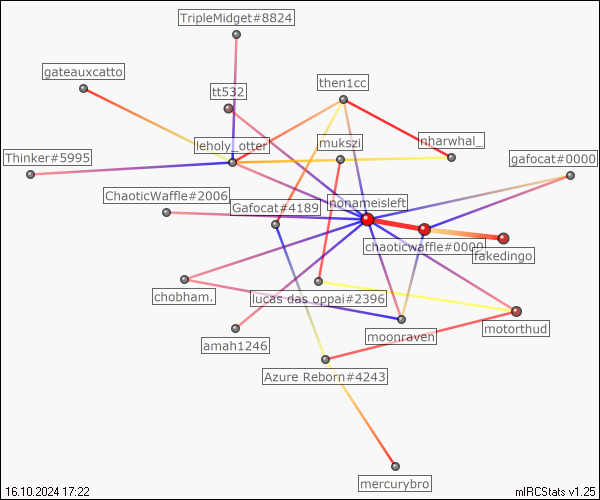 TripleMidget#8824
gateauxcatto
then1cc
tt532
nharwhal_
leholy_otter
mukszi
Thinker#5995
gafocat#0000
ChaoticWaffle#2006
nonameisleft
Gafocat#4189
chaoticwaffle#0000
fakedingo
chobham.
lucas das oppai#2396
moonraven
motorthud
amah1246
Azure Reborn#4243
mercurybro
16.10.2024 17:22
mIRCStats v1.25